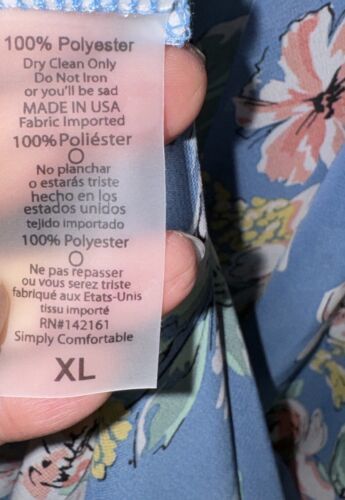 100% Polyester
Dry Clean Only
Do Not Iron
or you'll be sad
MADE IN USA
Fabric Imported
100% Poliéster
No planchar
o estarás triste
hecho en los
estados unidos
tejido importado
100% Polyester
Ne pas repasser
ou vous serez triste
fabriqué aux Etats-Unis
tissu importé
RN#142161
Simply Comfortable
XL